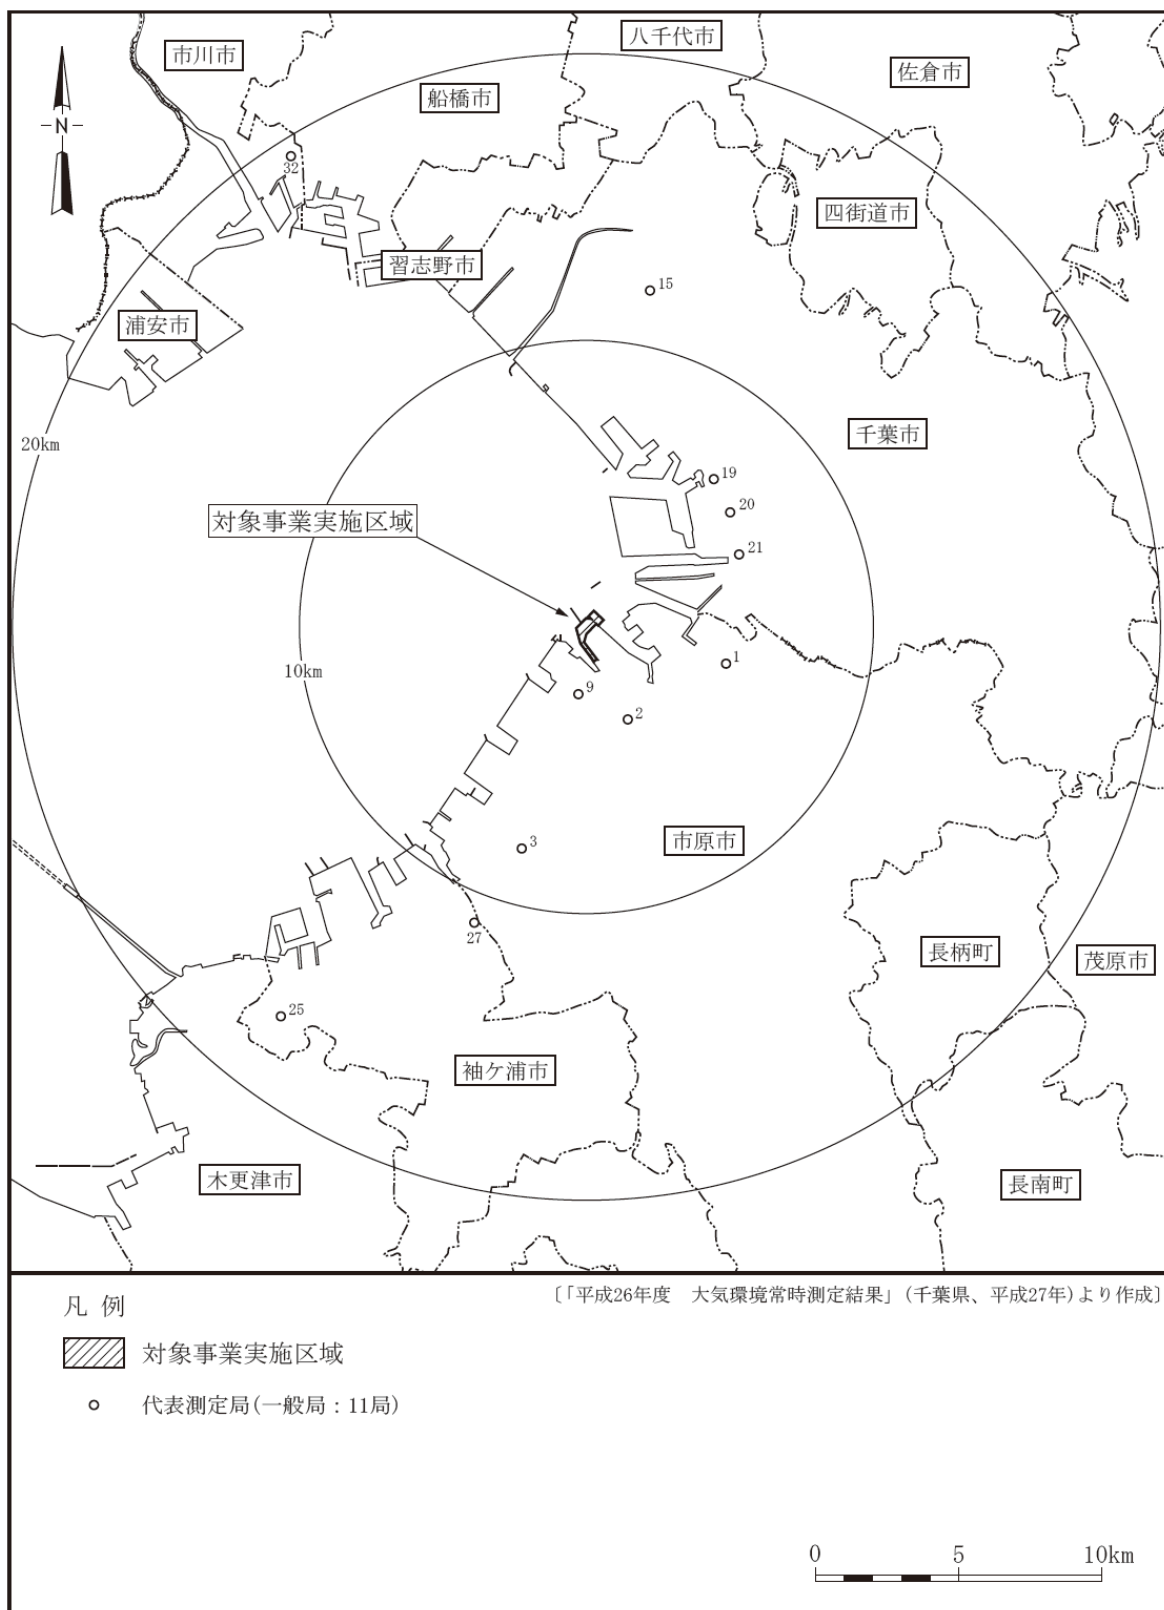 市川市
八千代市
佐倉市
船橋市
N
32
四街道市
習志野市
15
浦安市
千葉市
20km
19
対象事業実施区域
20
21
10km
1
9
2
3
市原市
27
長柄町
茂原市
25
袖ケ浦市
木更津市
長南町
〔「平成26年度 大気環境常時測定結果」(千葉県、平成27年)より作成〕
凡 例
対象事業実施区域
代表測定局(一般局：11局)
0 5 10km